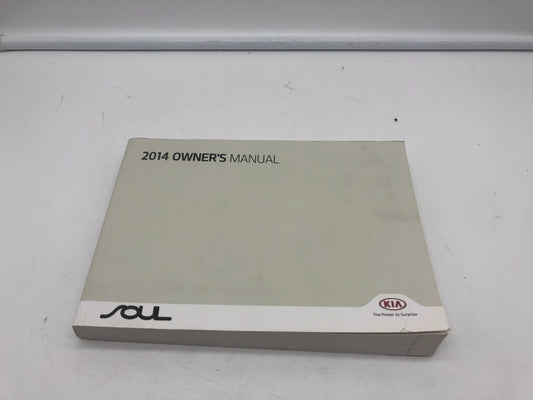 2014 OWNER'S MANUAL
SOUL
KIA
The Power to Surprise